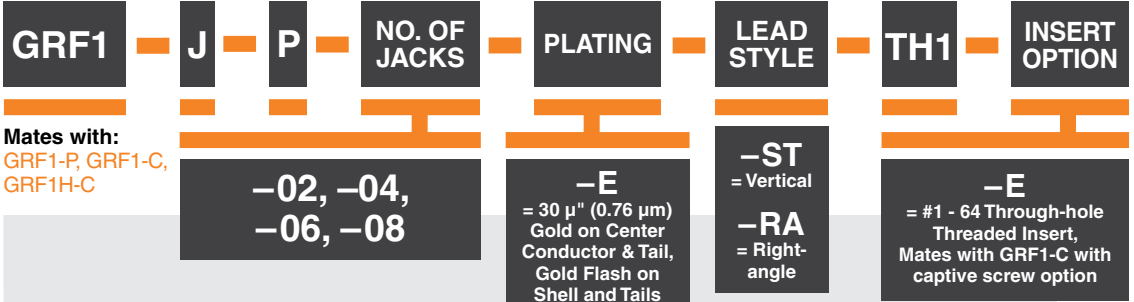 GRF1
J
P
NO. OF
JACKS
PLATING
LEAD
STYLE
TH1
INSERT
OPTION
Mates with:
GRF1-P, GRF1-C,
GRF1H-C
–02, –04,
–06, –08
–E
= 30 µ" (0.76 µm)
Gold on Center
Conductor & Tail,
Gold Flash on
Shell and Tails
–ST
= Vertical
–RA
= Right-
angle
–E
= #1 - 64 Through-hole
Threaded Insert,
Mates with GRF1-C with
captive screw option